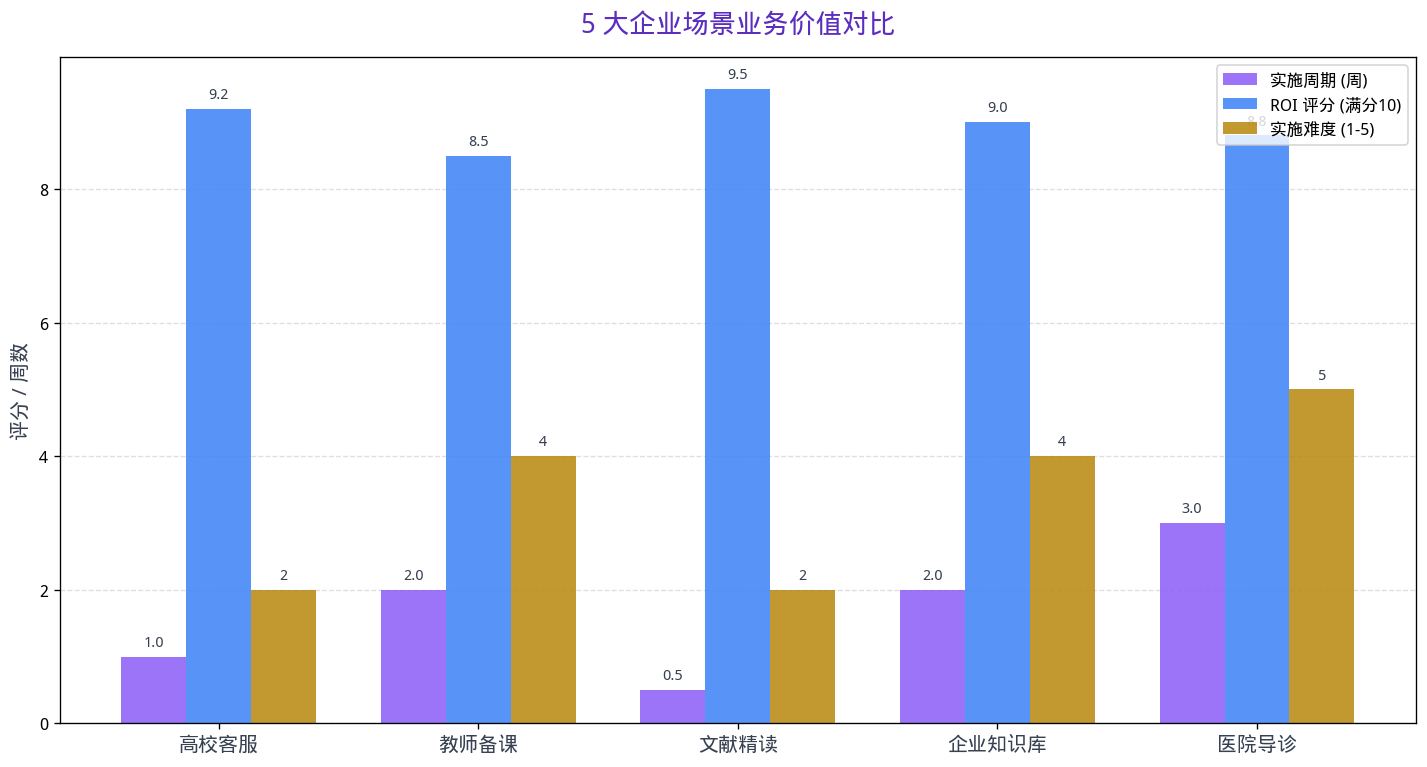 5 大企业场景业务价值对比
实施周期 (周)
ROI 评分 (满分10)
实施难度 (1-5)
评分 / 周数
8
6
4
2
0
1.0
9.2
2
2.0
8.5
4
0.5
9.5
2
2.0
9.0
4
3.0
8.8
5
高校客服
教师备课
文献精读
企业知识库
医院导诊